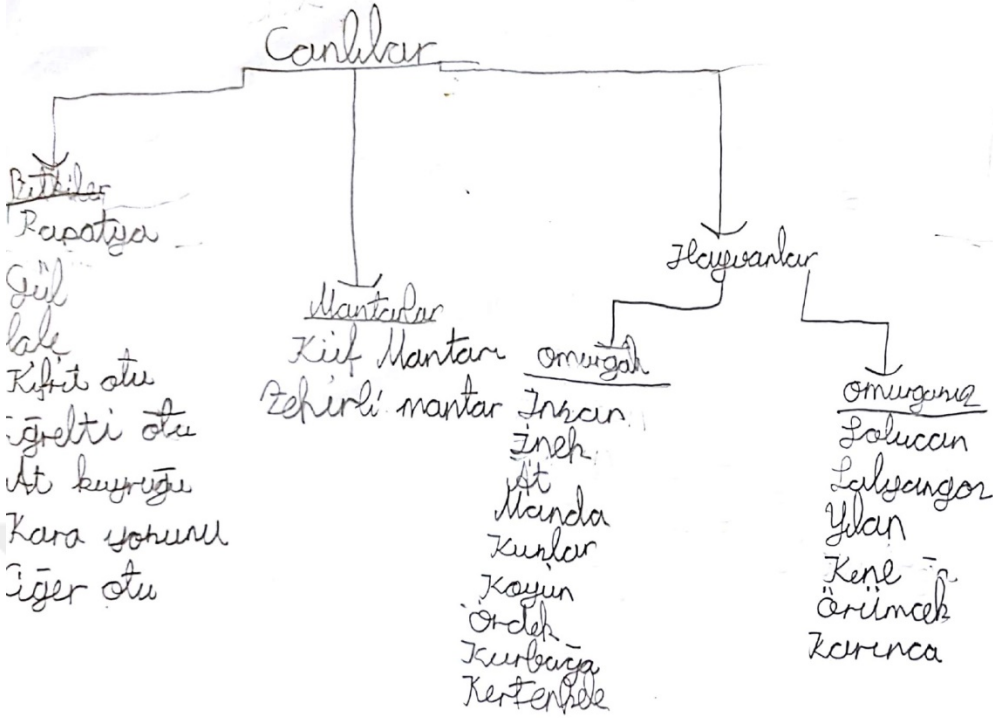 Canlılar
Bitkiler
Papatya
Gül
lale
Kibrit otu
eğrelti otu
At kuyruğu
Kara yosunu
Ciğer otu
Mantarlar
Küf Mantarı
Zehirli mantar
Hayvanlar
omurgalı
İnsan
İnek
At
Manda
Kuşlar
Koyun
Ördek
Kurbağa
Kertenkele
omurgasız
Solucan
Salyangoz
Yılan
Kene
Örümcek
Karınca